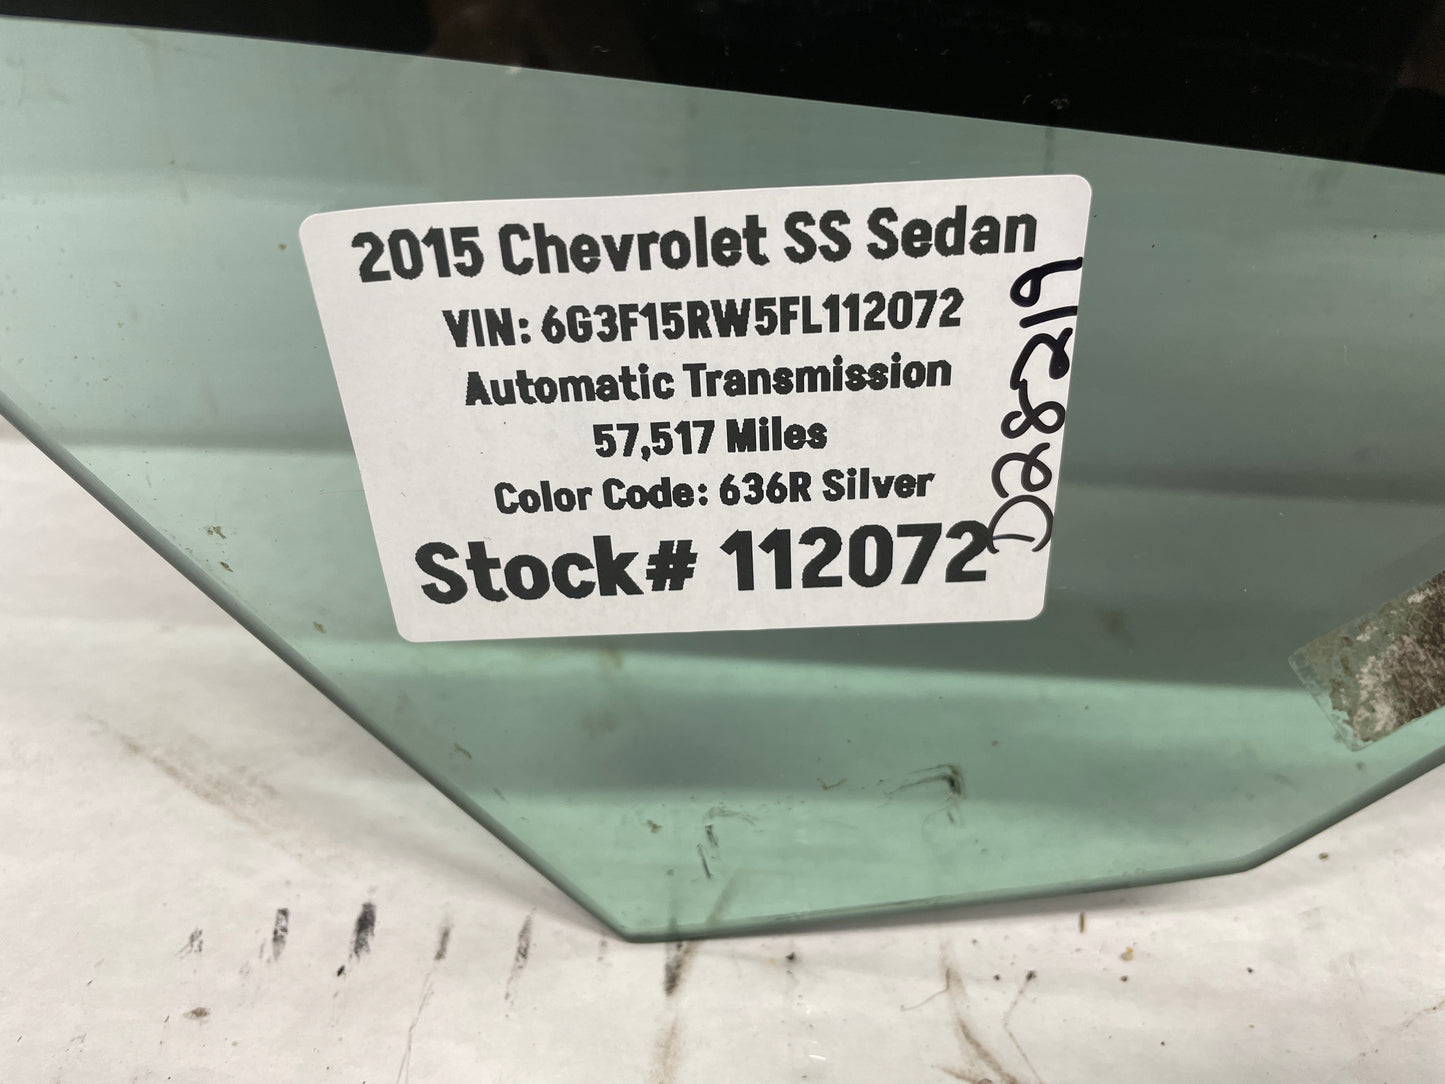 2015 Chevrolet SS Sedan
VIN: 6G3F15RW5FL112072
Automatic Transmission
57,517 Miles
Color Code: 636R Silver
Stock# 112072
D28219